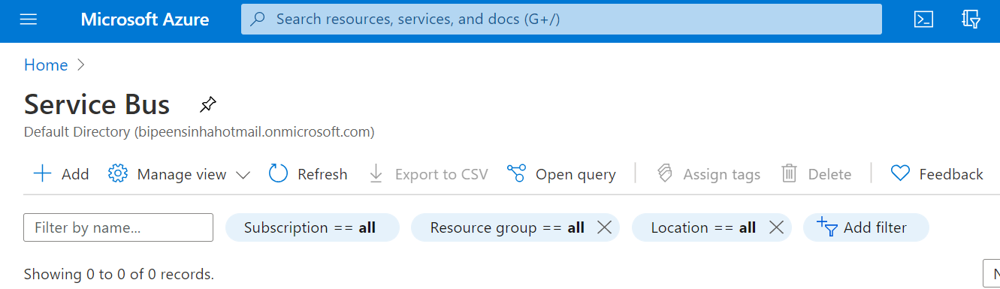 Microsoft Azure Search resources, services, and docs (G+/)
Home
Service Bus
Default Directory (bipeensinhahotmail.onmicrosoft.com)
Add Manage view Refresh Export to CSV Open query Assign tags Delete Feedback
Filter by name... Subscription == all Resource group == all Location == all Add filter
Showing 0 to 0 of 0 records.